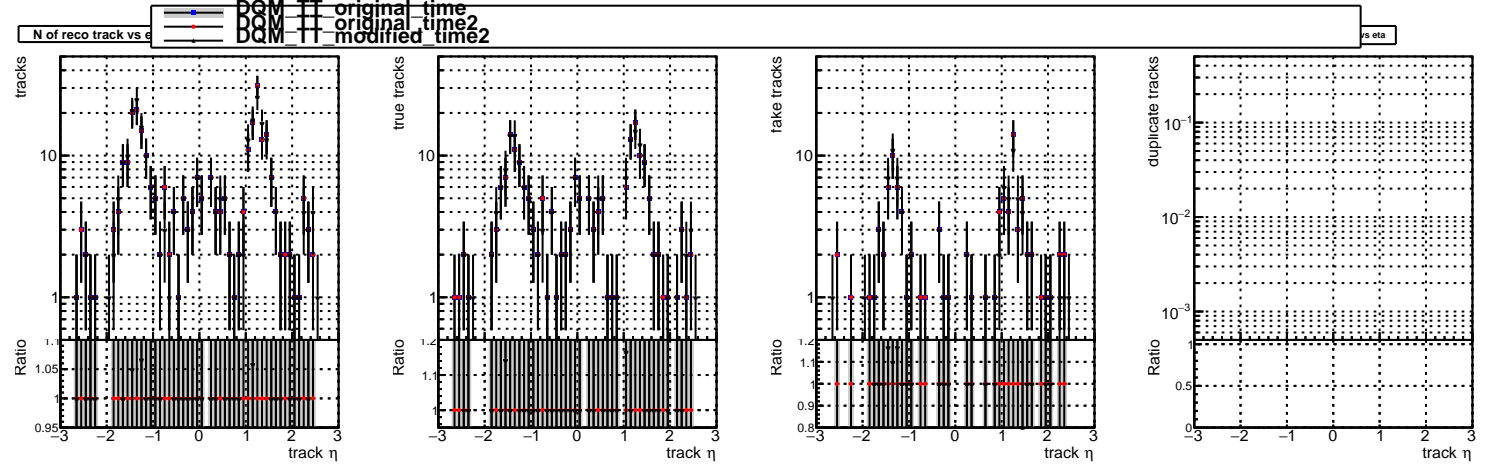 DQM_TT_original_time
DQM_TT_original_time2
DQM_TT_modified_time2
N of reco track vs e
vs eta
tracks
10
1
Ratio
1.1
1.05
1
0.95
−3 −2 −1 0 1 2 3
track η
true tracks
10
1
Ratio
1.2
1.1
1
−3 −2 −1 0 1 2 3
track η
fake tracks
10
1
Ratio
1.2
1.1
1
0.9
0.8
−3 −2 −1 0 1 2 3
track η
duplicate tracks
10−1
10−2
10−3
Ratio
1
0.5
0
−3 −2 −1 0 1 2 3
track η